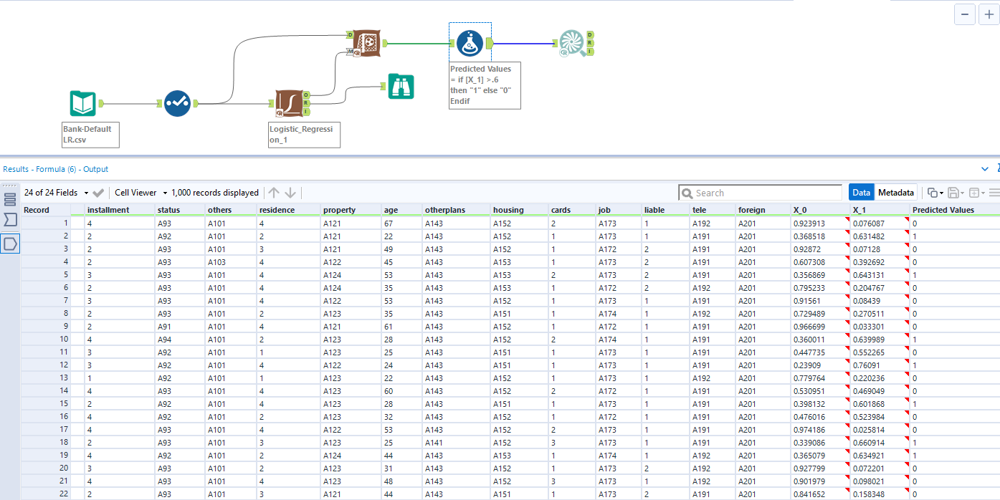 D
M
D
R
I
Predicted Values
= if [X_1] >.6
then "1" else "0"
Endif
O
R
I
Bank-Default
LR.csv
Logistic_Regressi
on_1
Results - Formula (6) - Output
24 of 24 Fields Cell Viewer 1,000 records displayed Search Data Metadata
Record installment status others residence property age otherplans housing cards job liable tele foreign X_0 X_1 Predicted Values
1 4 A93 A101 4 A121 67 A143 A152 2 A173 1 A192 A201 0.923913 0.076087 0
2 2 A92 A101 2 A121 22 A143 A152 1 A173 1 A191 A201 0.368518 0.631482 1
3 2 A93 A101 3 A121 49 A143 A152 1 A172 2 A191 A201 0.92872 0.07128 0
4 2 A93 A103 4 A122 45 A143 A153 1 A173 2 A191 A201 0.607308 0.392692 0
5 3 A93 A101 4 A124 53 A143 A153 2 A173 2 A191 A201 0.356869 0.643131 1
6 2 A93 A101 4 A124 35 A143 A153 1 A172 2 A192 A201 0.795233 0.204767 0
7 3 A93 A101 4 A122 53 A143 A152 1 A173 1 A191 A201 0.91561 0.08439 0
8 2 A93 A101 2 A123 35 A143 A151 1 A174 1 A192 A201 0.729489 0.270511 0
9 2 A91 A101 4 A121 61 A143 A152 1 A172 1 A191 A201 0.966699 0.033301 0
10 4 A94 A101 2 A123 28 A143 A152 2 A174 1 A191 A201 0.360011 0.639989 1
11 3 A92 A101 1 A123 25 A143 A151 1 A173 1 A191 A201 0.447735 0.552265 0
12 3 A92 A101 4 A122 24 A143 A151 1 A173 1 A191 A201 0.23909 0.76091 1
13 1 A92 A101 1 A123 22 A143 A152 1 A173 1 A192 A201 0.779764 0.220236 0
14 4 A93 A101 4 A123 60 A143 A152 2 A172 1 A191 A201 0.530951 0.469049 0
15 2 A92 A101 4 A123 28 A143 A151 1 A173 1 A191 A201 0.398132 0.601868 1
16 4 A92 A101 2 A123 32 A143 A152 1 A172 1 A191 A201 0.476016 0.523984 0
17 4 A93 A101 4 A122 53 A143 A152 2 A173 1 A191 A201 0.974186 0.025814 0
18 2 A93 A101 3 A123 25 A141 A152 3 A173 1 A191 A201 0.339086 0.660914 1
19 4 A92 A101 2 A124 44 A143 A153 1 A174 1 A192 A201 0.365079 0.634921 1
20 3 A93 A101 2 A123 31 A143 A152 1 A173 2 A191 A201 0.927799 0.072201 0
21 4 A93 A101 4 A123 48 A143 A152 3 A173 1 A192 A201 0.901979 0.098021 0
22 2 A93 A101 3 A121 44 A143 A151 1 A173 2 A191 A201 0.841652 0.158348 0